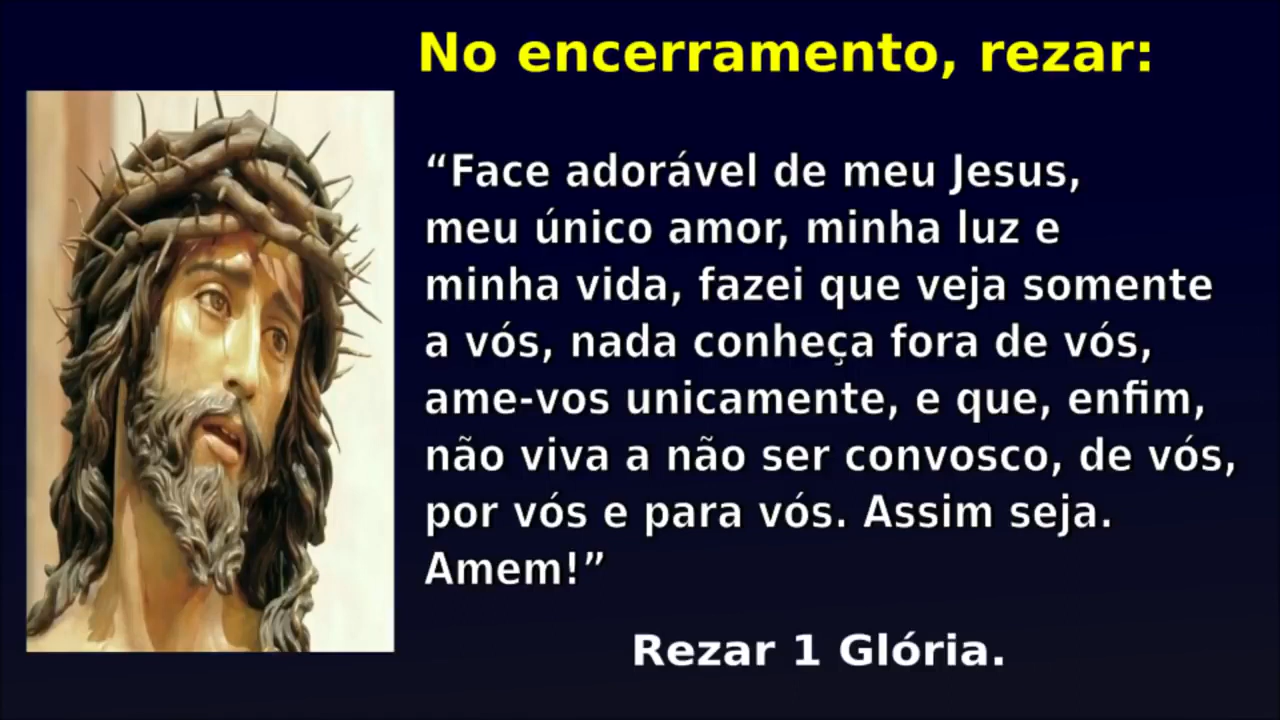 No encerramento, rezar:
“Face adorável de meu Jesus,
meu único amor, minha luz e
minha vida, fazei que veja somente
a vós, nada conheça fora de vós,
ame-vos unicamente, e que, enfim,
não viva a não ser convosco, de vós,
por vós e para vós. Assim seja.
Amem!”
Rezar 1 Glória.